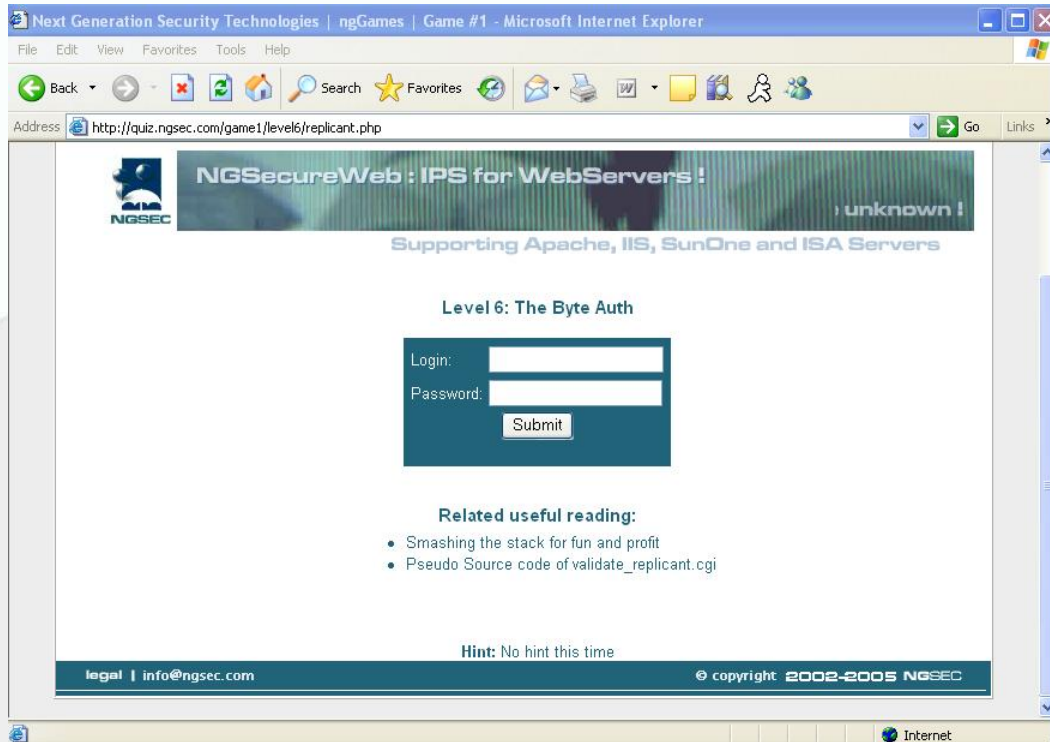 Next Generation Security Technologies | ngGames | Game #1 - Microsoft Internet Explorer
File Edit View Favorites Tools Help
Back Search Favorites
Address http://quiz.ngsec.com/game1/level6/replicant.php Go Links
NGSEC
NGSecureWeb : IPS for WebServers !
unknown !
Supporting Apache, IIS, SunOne and ISA Servers
Level 6: The Byte Auth
Login:
Password:
Submit
Related useful reading:
• Smashing the stack for fun and profit
• Pseudo Source code of validate_replicant.cgi
Hint: No hint this time
legal | info@ngsec.com © copyright 2002-2005 NGSEC
Internet